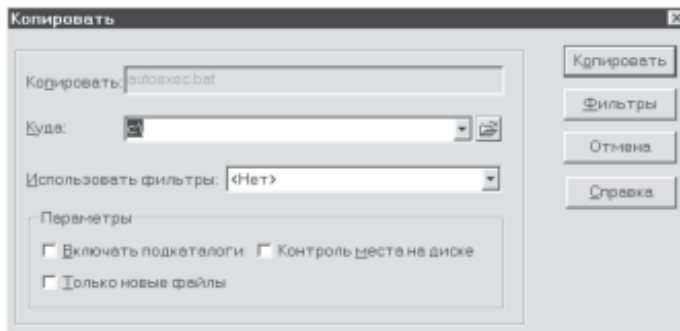 Копировать
Копировать: autoexec.bat
Куда: c:\
Использовать фильтры: <Нет>
Параметры
Включать подкаталоги Контроль места на диске
Только новые файлы
Копировать
Фильтры
Отмена
Справка